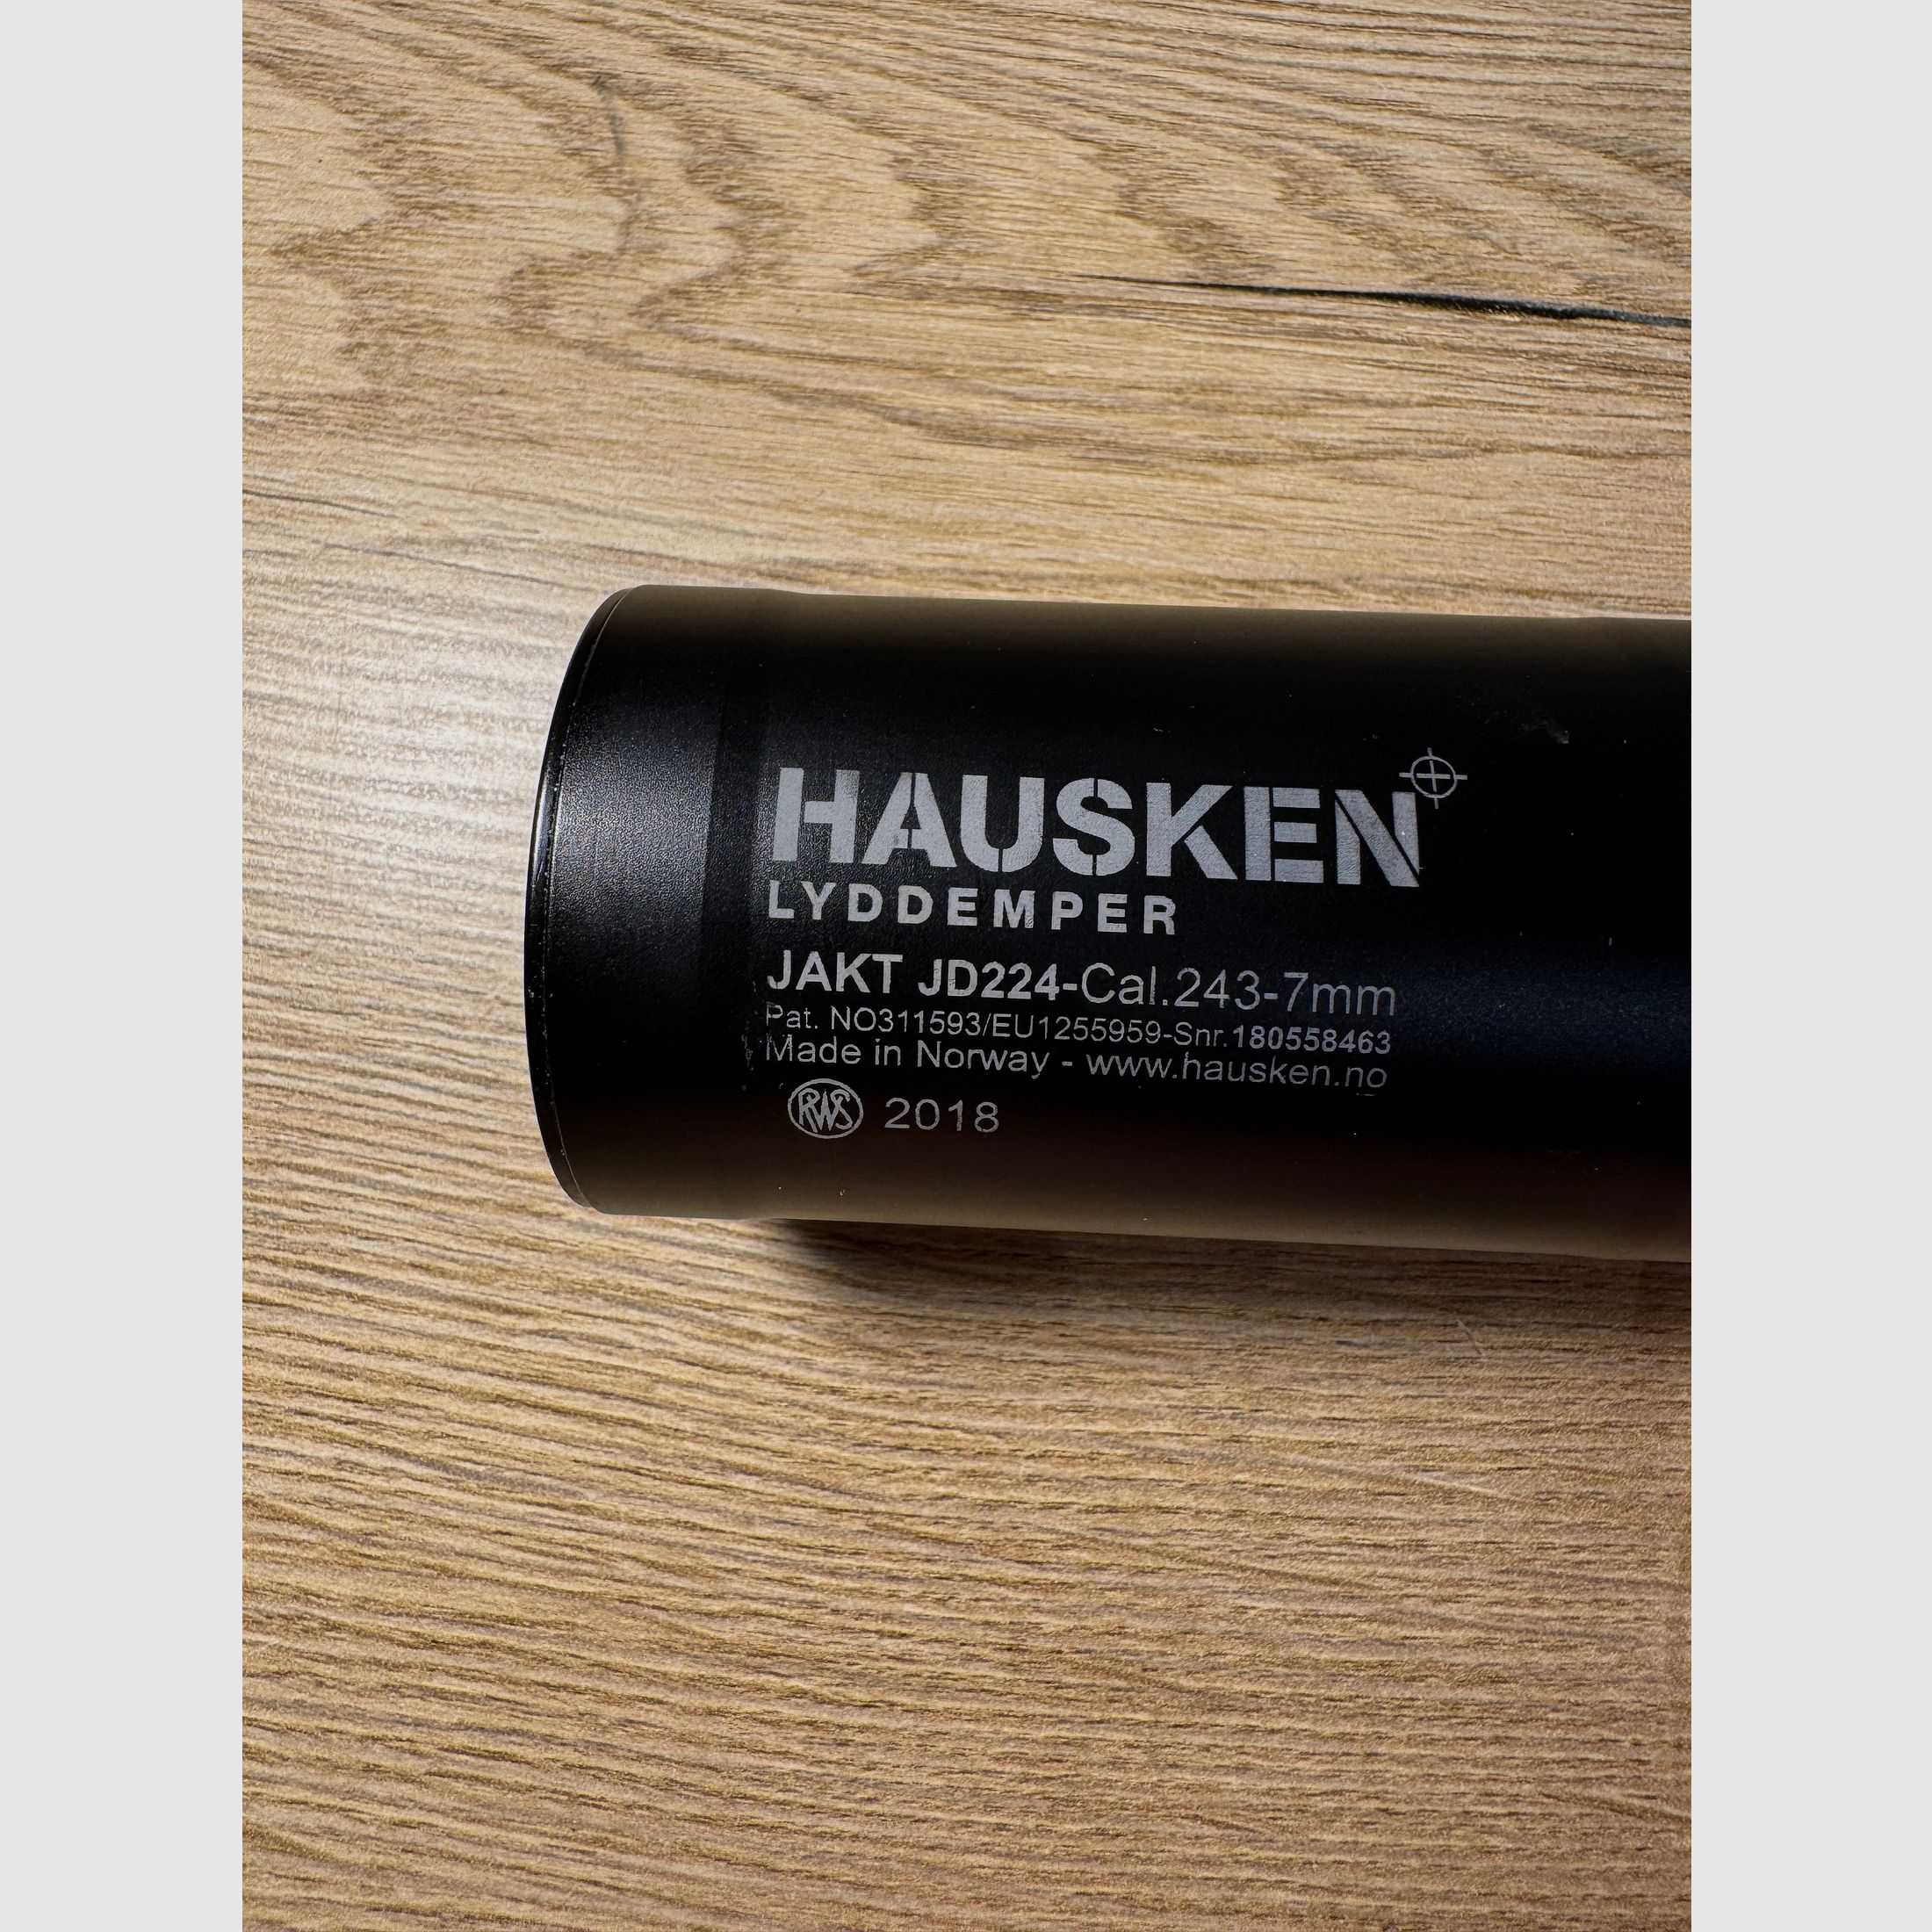 HAUSKEN
LYDDEMPER
JAKT JD224-Cal.243-7mm
Pat. NO311593/EU1255959-Snr.180558463
Made in Norway - www.hausken.no
RWS 2018